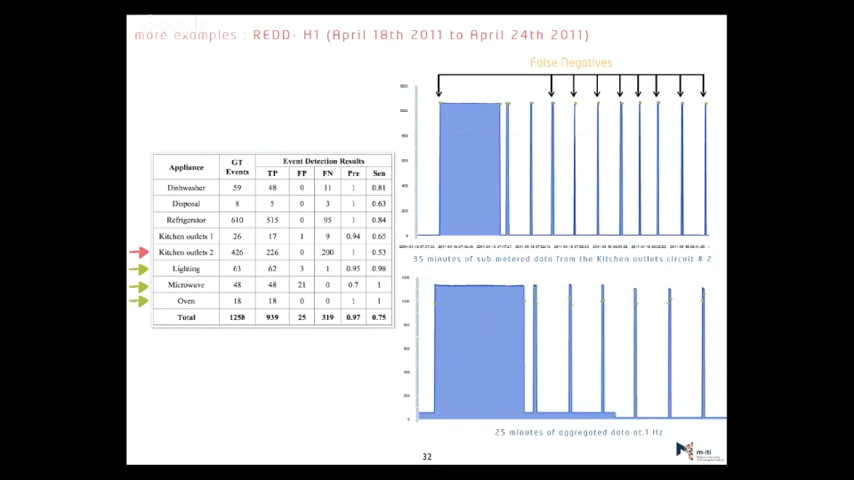 more examples : REDD- H1 (April 18th 2011 to April 24th 2011)
False Negatives
Appliance GT Events Event Detection Results
TP FP FN Pre Sen
Dishwasher 59 48 0 11 1 0.81
Disposal 8 5 0 3 1 0.63
Refrigerator 610 515 0 95 1 0.84
Kitchen outlets 1 26 17 1 9 0.94 0.65
Kitchen outlets 2 426 226 0 200 1 0.53
Lighting 63 62 3 1 0.95 0.98
Microwave 48 48 21 0 0.7 1
Oven 18 18 0 0 1 1
Total 1258 939 25 319 0.97 0.75
35 minutes of sub-metered data from the Kitchen outlets circuit # 2
25 minutes of aggregated data at 1 Hz
32
m-iti